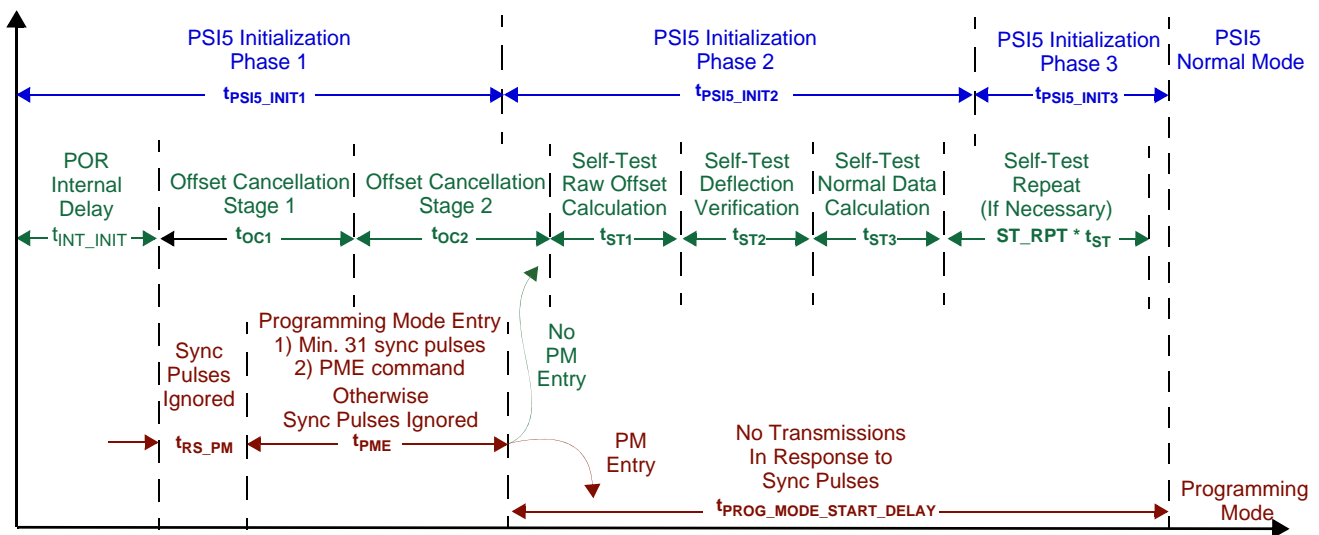 PSI5 Initialization
Phase 1
tPSI5_INIT1
PSI5 Initialization
Phase 2
tPSI5_INIT2
PSI5 Initialization
Phase 3
tPSI5_INIT3
PSI5
Normal Mode
POR
Internal
Delay
tINT_INIT
Offset Cancellation
Stage 1
tOC1
Offset Cancellation
Stage 2
tOC2
Self-Test
Raw Offset
Calculation
tST1
Self-Test
Deflection
Verification
tST2
Self-Test
Normal Data
Calculation
tST3
Self-Test
Repeat
(If Necessary)
ST_RPT * tST
Sync
Pulses
Ignored
tRS_PM
Programming Mode Entry
1) Min. 31 sync pulses
2) PME command
Otherwise
Sync Pulses Ignored
tPME
No
PM
Entry
PM
Entry
No Transmissions
In Response to
Sync Pulses
tPROG_MODE_START_DELAY
Programming
Mode